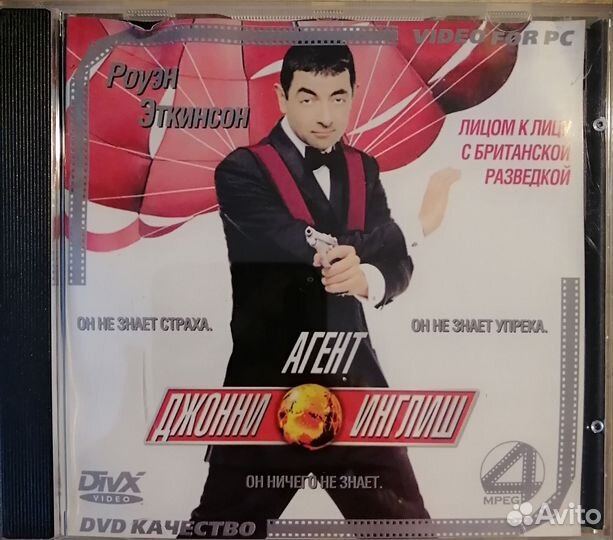 VIDEO FOR PC
Роуэн
Эткинсон
ЛИЦОМ К ЛИЦУ
С БРИТАНСКОЙ
РАЗВЕДКОЙ
ОН НЕ ЗНАЕТ СТРАХА.
ОН НЕ ЗНАЕТ УПРЕКА.
АГЕНТ
ДЖОННИ ИНГЛИШ
ОН НИЧЕГО НЕ ЗНАЕТ.
DIVX
VIDEO
4
MPEG
DVD КАЧЕСТВО
Avito